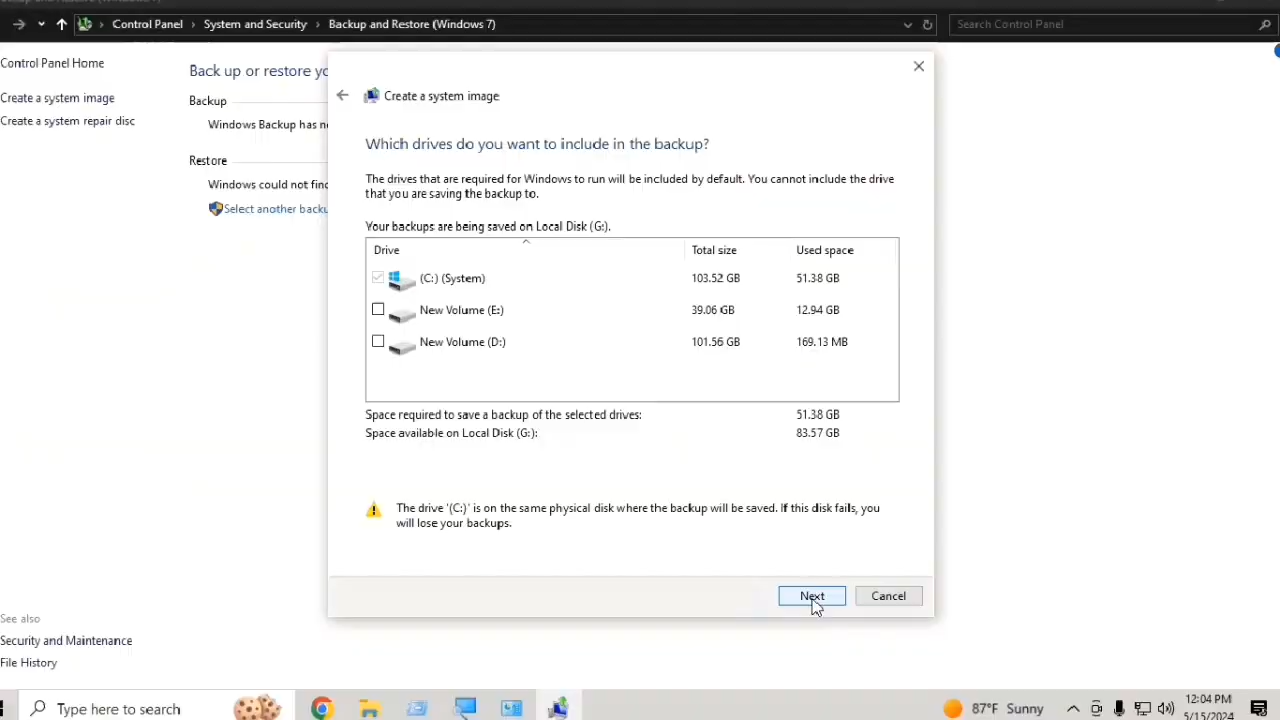 Control Panel
System and Security
Backup and Restore (Windows 7)
Search Control Panel
Control Panel Home
Create a system image
Create a system repair disc
Back up or restore yo
Backup
Windows Backup has no
Restore
Windows could not find
Select another backu
Create a system image
Which drives do you want to include in the backup?
The drives that are required for Windows to run will be included by default. You cannot include the drive
that you are saving the backup to.
Your backups are being saved on Local Disk (G:).
Drive Total size Used space
(C:) (System) 103.52 GB 51.38 GB
New Volume (E:) 39.06 GB 12.94 GB
New Volume (D:) 101.56 GB 169.13 MB
Space required to save a backup of the selected drives: 51.38 GB
Space available on Local Disk (G:): 83.57 GB
The drive '(C:)' is on the same physical disk where the backup will be saved. If this disk fails, you
will lose your backups.
Next Cancel
See also
Security and Maintenance
File History
Type here to search
87°F Sunny
12:04 PM
5/15/2024